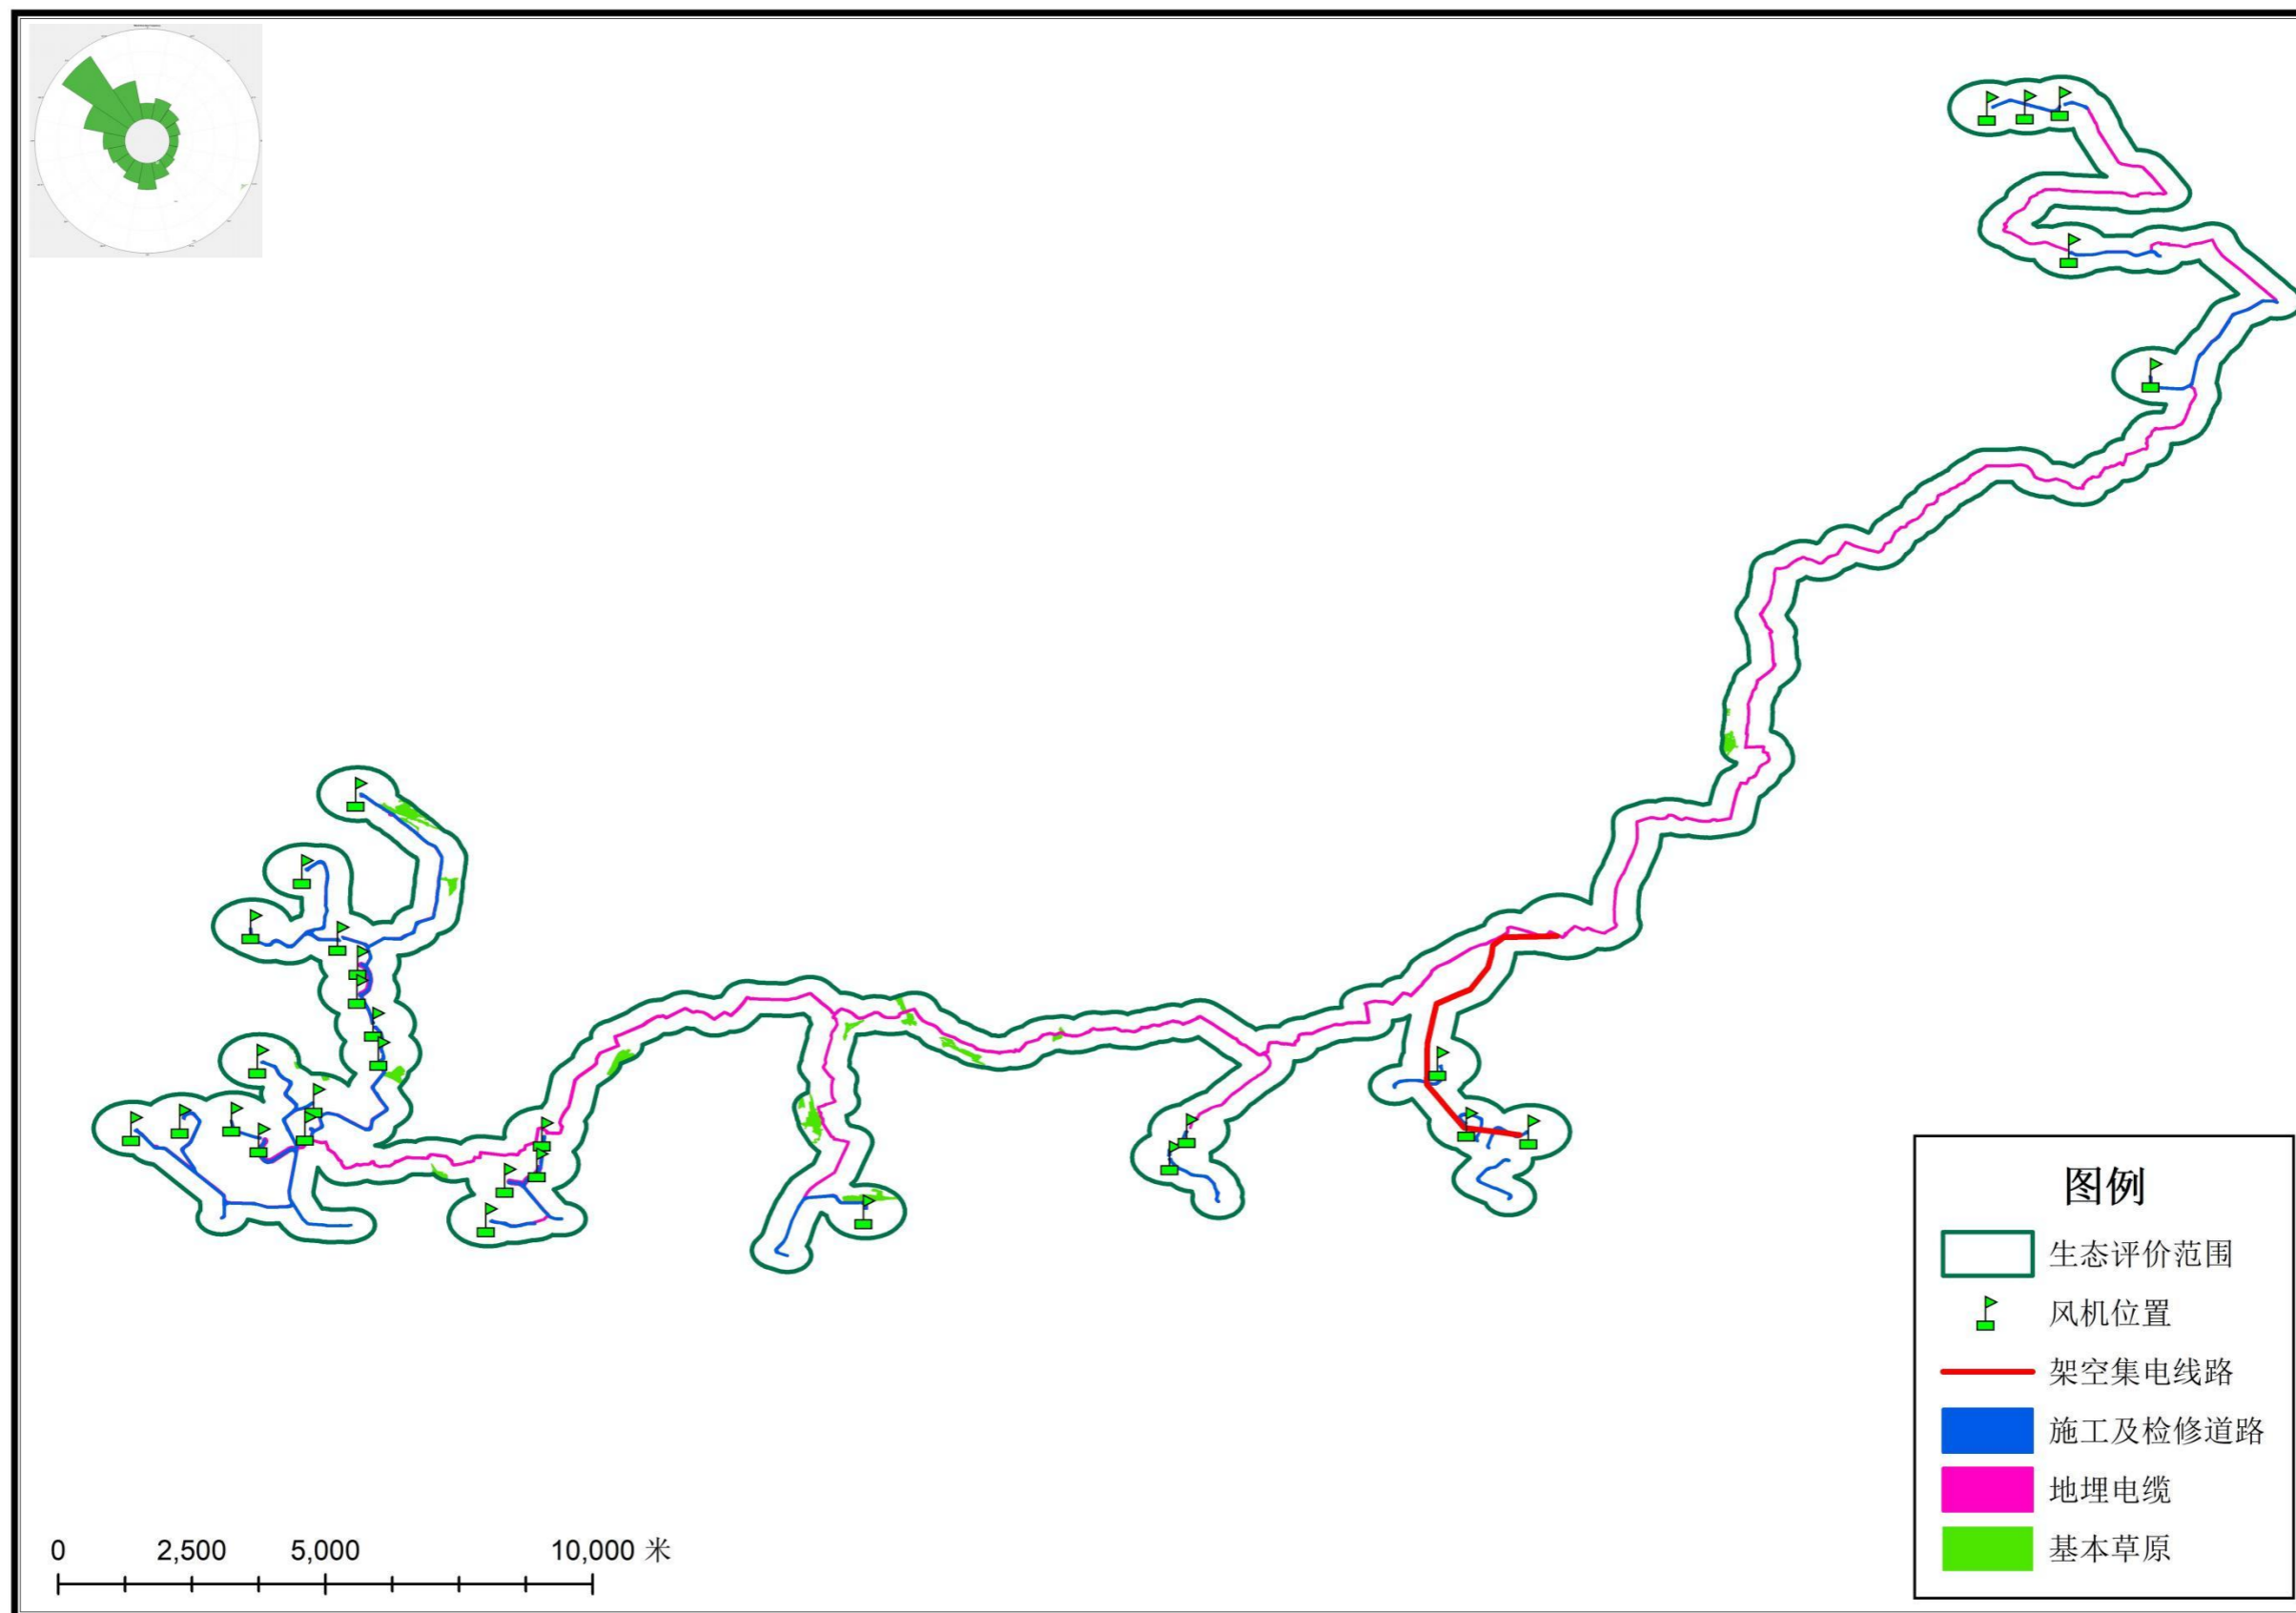 图例
生态评价范围
风机位置
架空集电线路
施工及检修道路
地埋电缆
基本草原
0 2,500 5,000 10,000 米